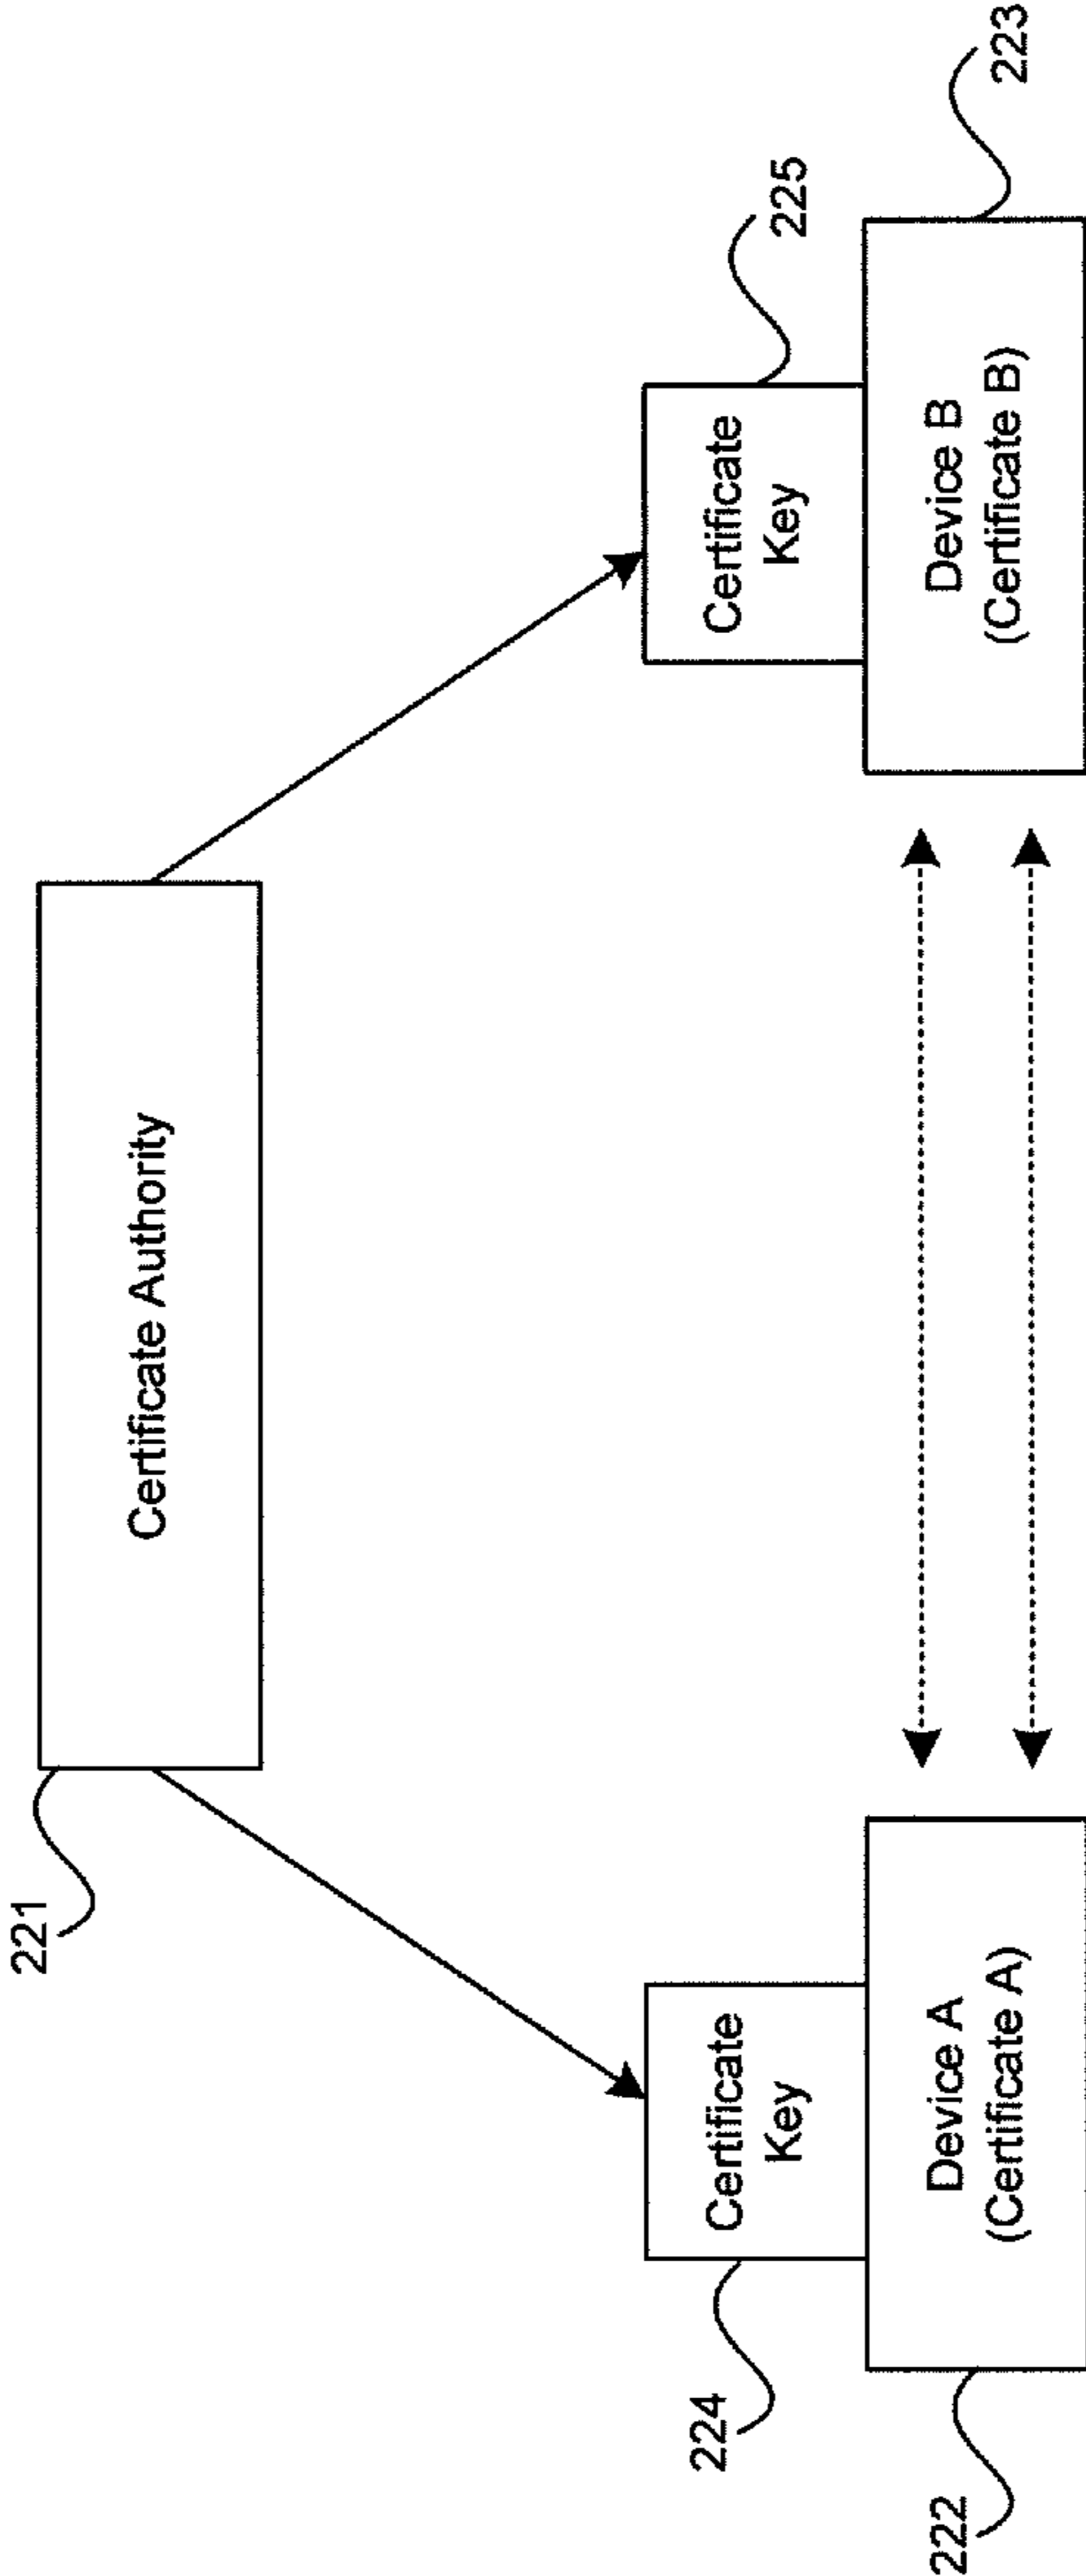 221
Certificate Authority
224
Certificate
Key
Certificate
Key
225
222
Device A
(Certificate A)
Device B
(Certificate B)
223